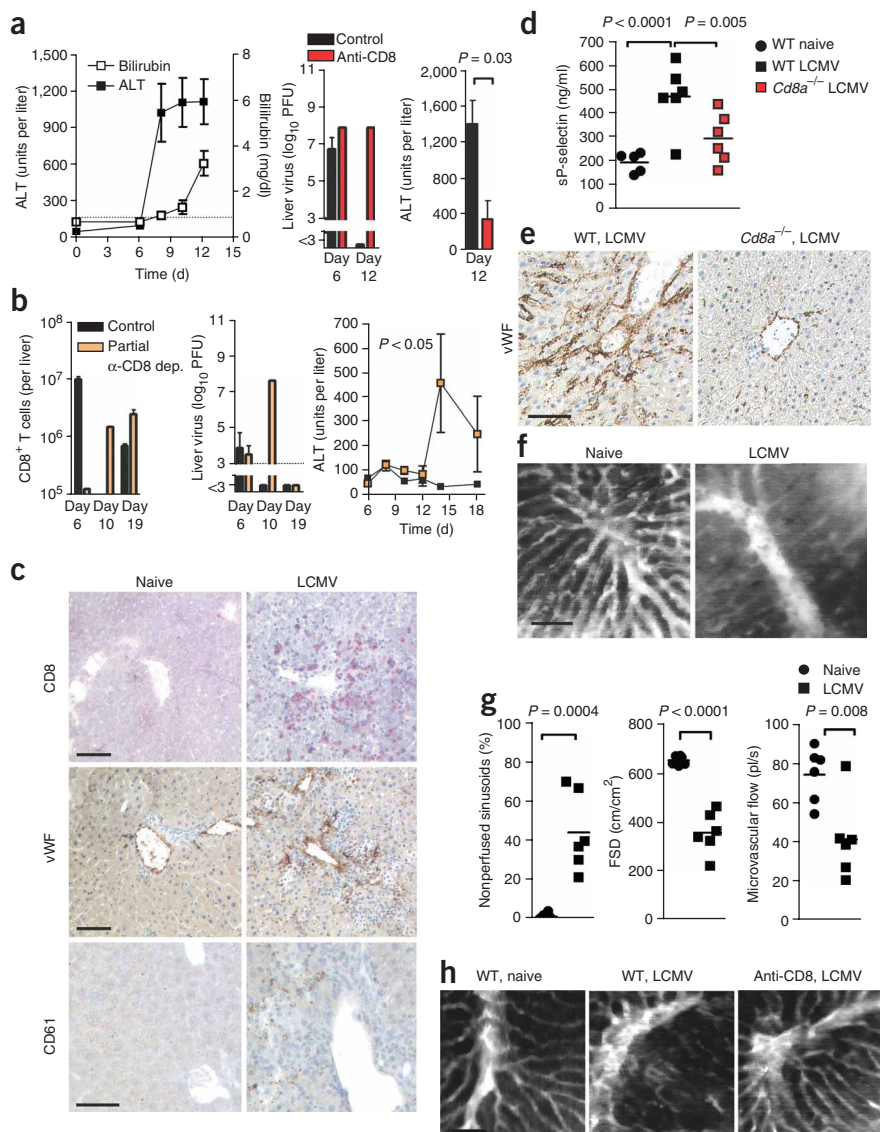 a
Bilirubin
ALT
ALT (units per liter)
1,500
1,200
900
600
300
0
Bilirubin (mg/dl)
8
6
4
2
0
0 3 6 9 12 15
Time (d)
Control
Anti-CD8
Liver virus (log10 PFU)
11
9
7
5
3
<3
Day 6
Day 12
P = 0.03
ALT (units per liter)
2,000
1,600
1,200
800
400
0
Day 12
b
Control
Partial
α-CD8 dep.
CD8+ T cells (per liver)
10^8
10^7
10^6
10^5
Day 6
Day 10
Day 19
Liver virus (log10 PFU)
11
9
7
5
3
<3
Day 6
Day 10
Day 19
P < 0.05
ALT (units per liter)
700
600
500
400
300
200
100
0
6 8 10 12 14 16 18
Time (d)
c
Naive LCMV
CD8
vWF
CD61
d
P < 0.0001 P = 0.005
sP-selectin (ng/ml)
700
600
500
400
300
200
100
0
WT naive
WT LCMV
Cd8a−/− LCMV
e
WT, LCMV Cd8a−/−, LCMV
vWF
f
Naive LCMV
g
Naive
LCMV
P = 0.0004
Nonperfused sinusoids (%)
100
80
60
40
20
0
P < 0.0001
FSD (cm/cm2)
800
600
400
200
0
P = 0.008
Microvascular flow (pl/s)
100
80
60
40
20
0
h
WT, naive WT, LCMV Anti-CD8, LCMV